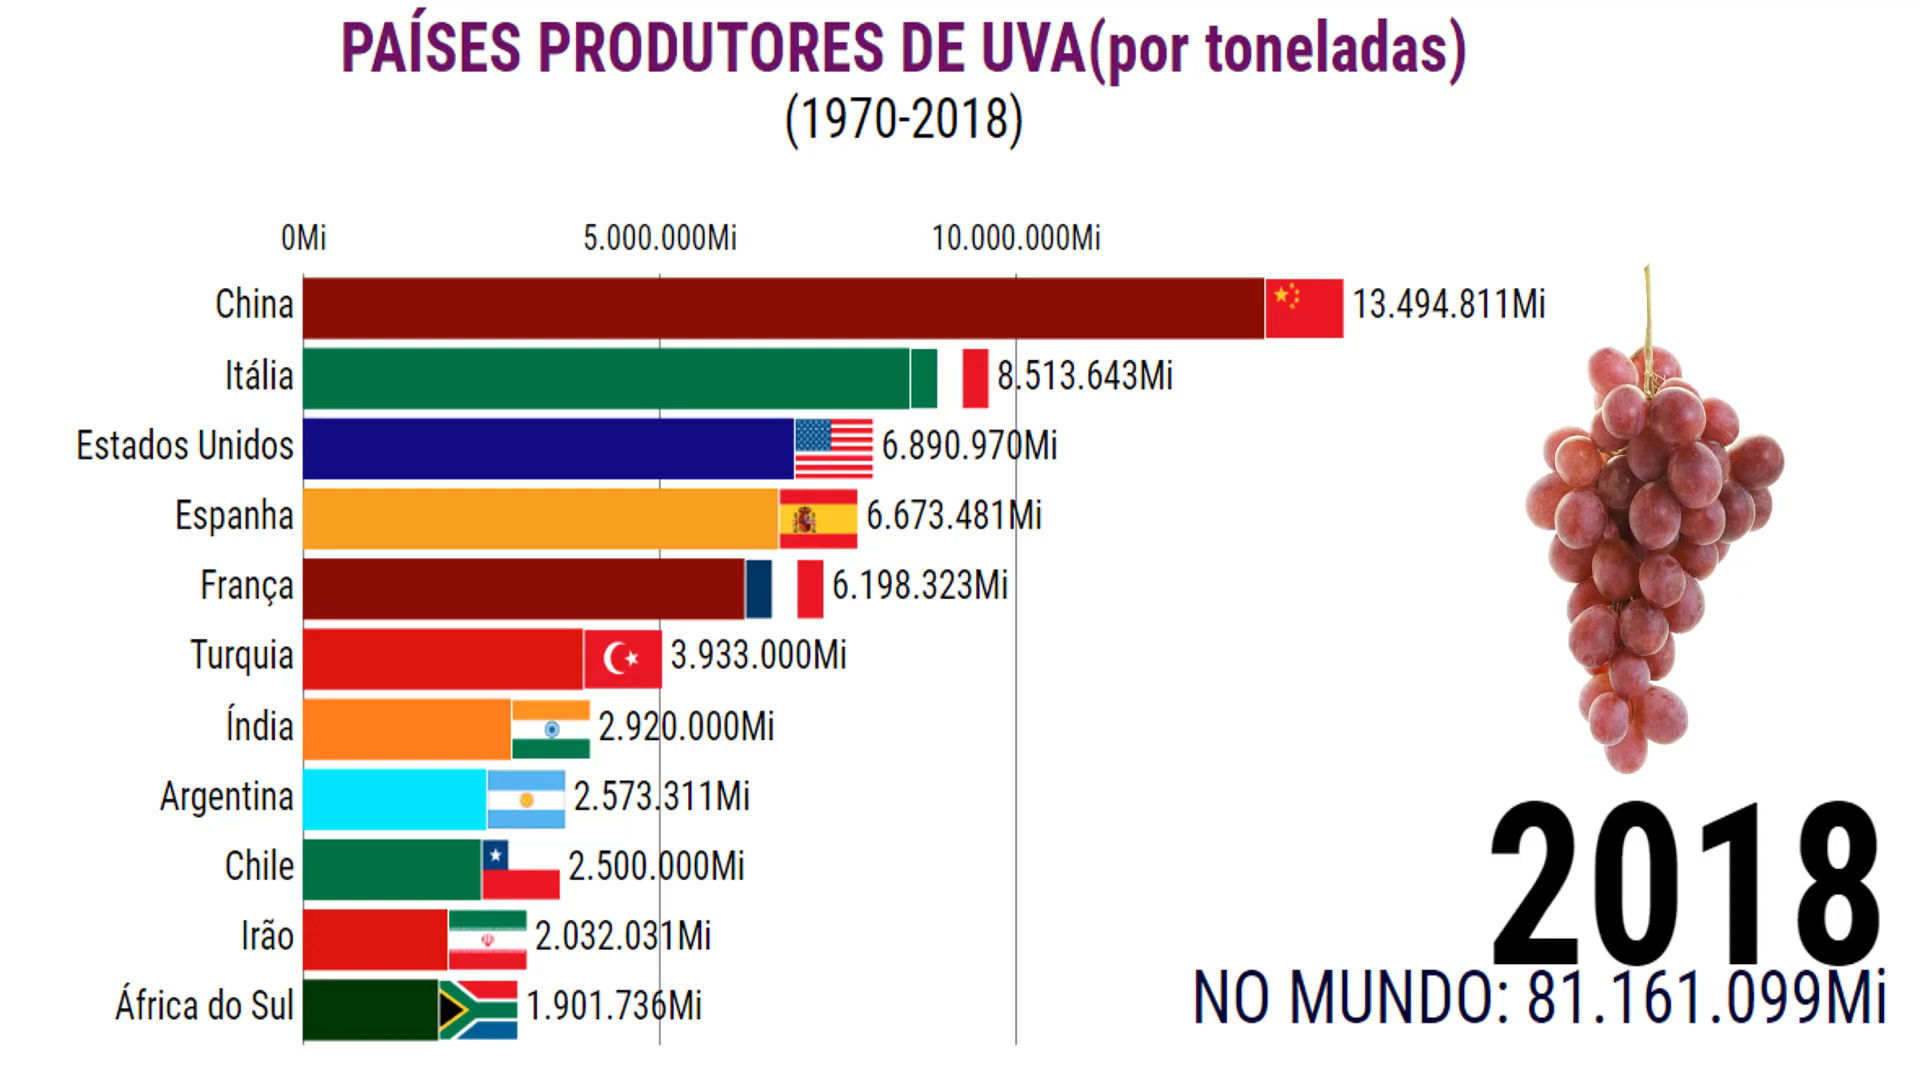 PAÍSES PRODUTORES DE UVA(por toneladas)
(1970-2018)
0Mi 5.000.000Mi 10.000.000Mi
China 13.494.811Mi
Itália 8.513.643Mi
Estados Unidos 6.890.970Mi
Espanha 6.673.481Mi
França 6.198.323Mi
Turquia 3.933.000Mi
Índia 2.920.000Mi
Argentina 2.573.311Mi
Chile 2.500.000Mi
Irão 2.032.031Mi
África do Sul 1.901.736Mi
2018
NO MUNDO: 81.161.099Mi